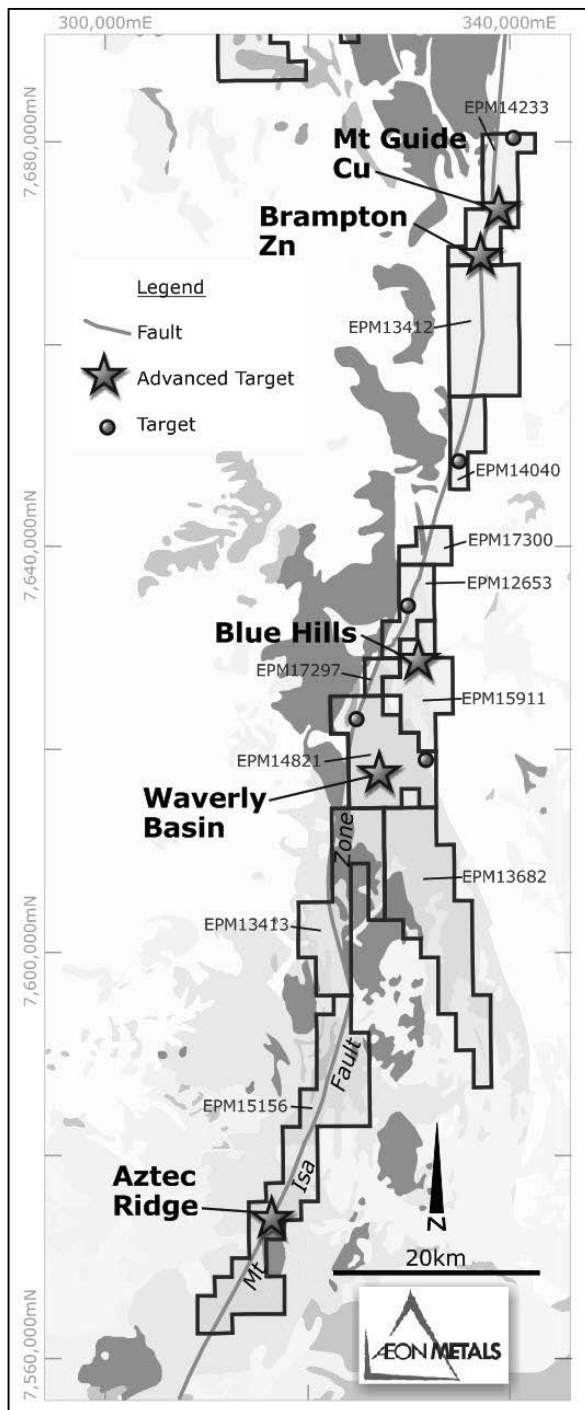 300,000mE
340,000mE
7,680,000mN
EPM14233
Mt Guide
Cu
Brampton
Zn
Legend
Fault
Advanced Target
Target
EPM13412
EPM14040
7,640,000mN
EPM17300
EPM12653
Blue Hills
EPM17297
EPM15911
EPM14821
Waverly
Basin
Zone
EPM13682
EPM13413
7,600,000mN
Fault
EPM15156
Aztec
Ridge
Isa
Mt
N
20km
7,560,000mN
ÆON METALS